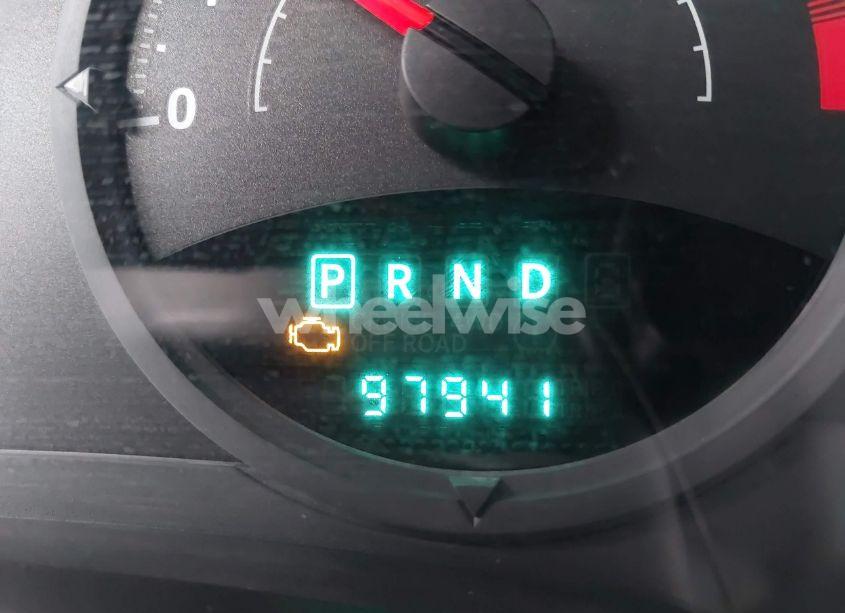 0
P R N D
wheelwise
OFF ROAD
97941